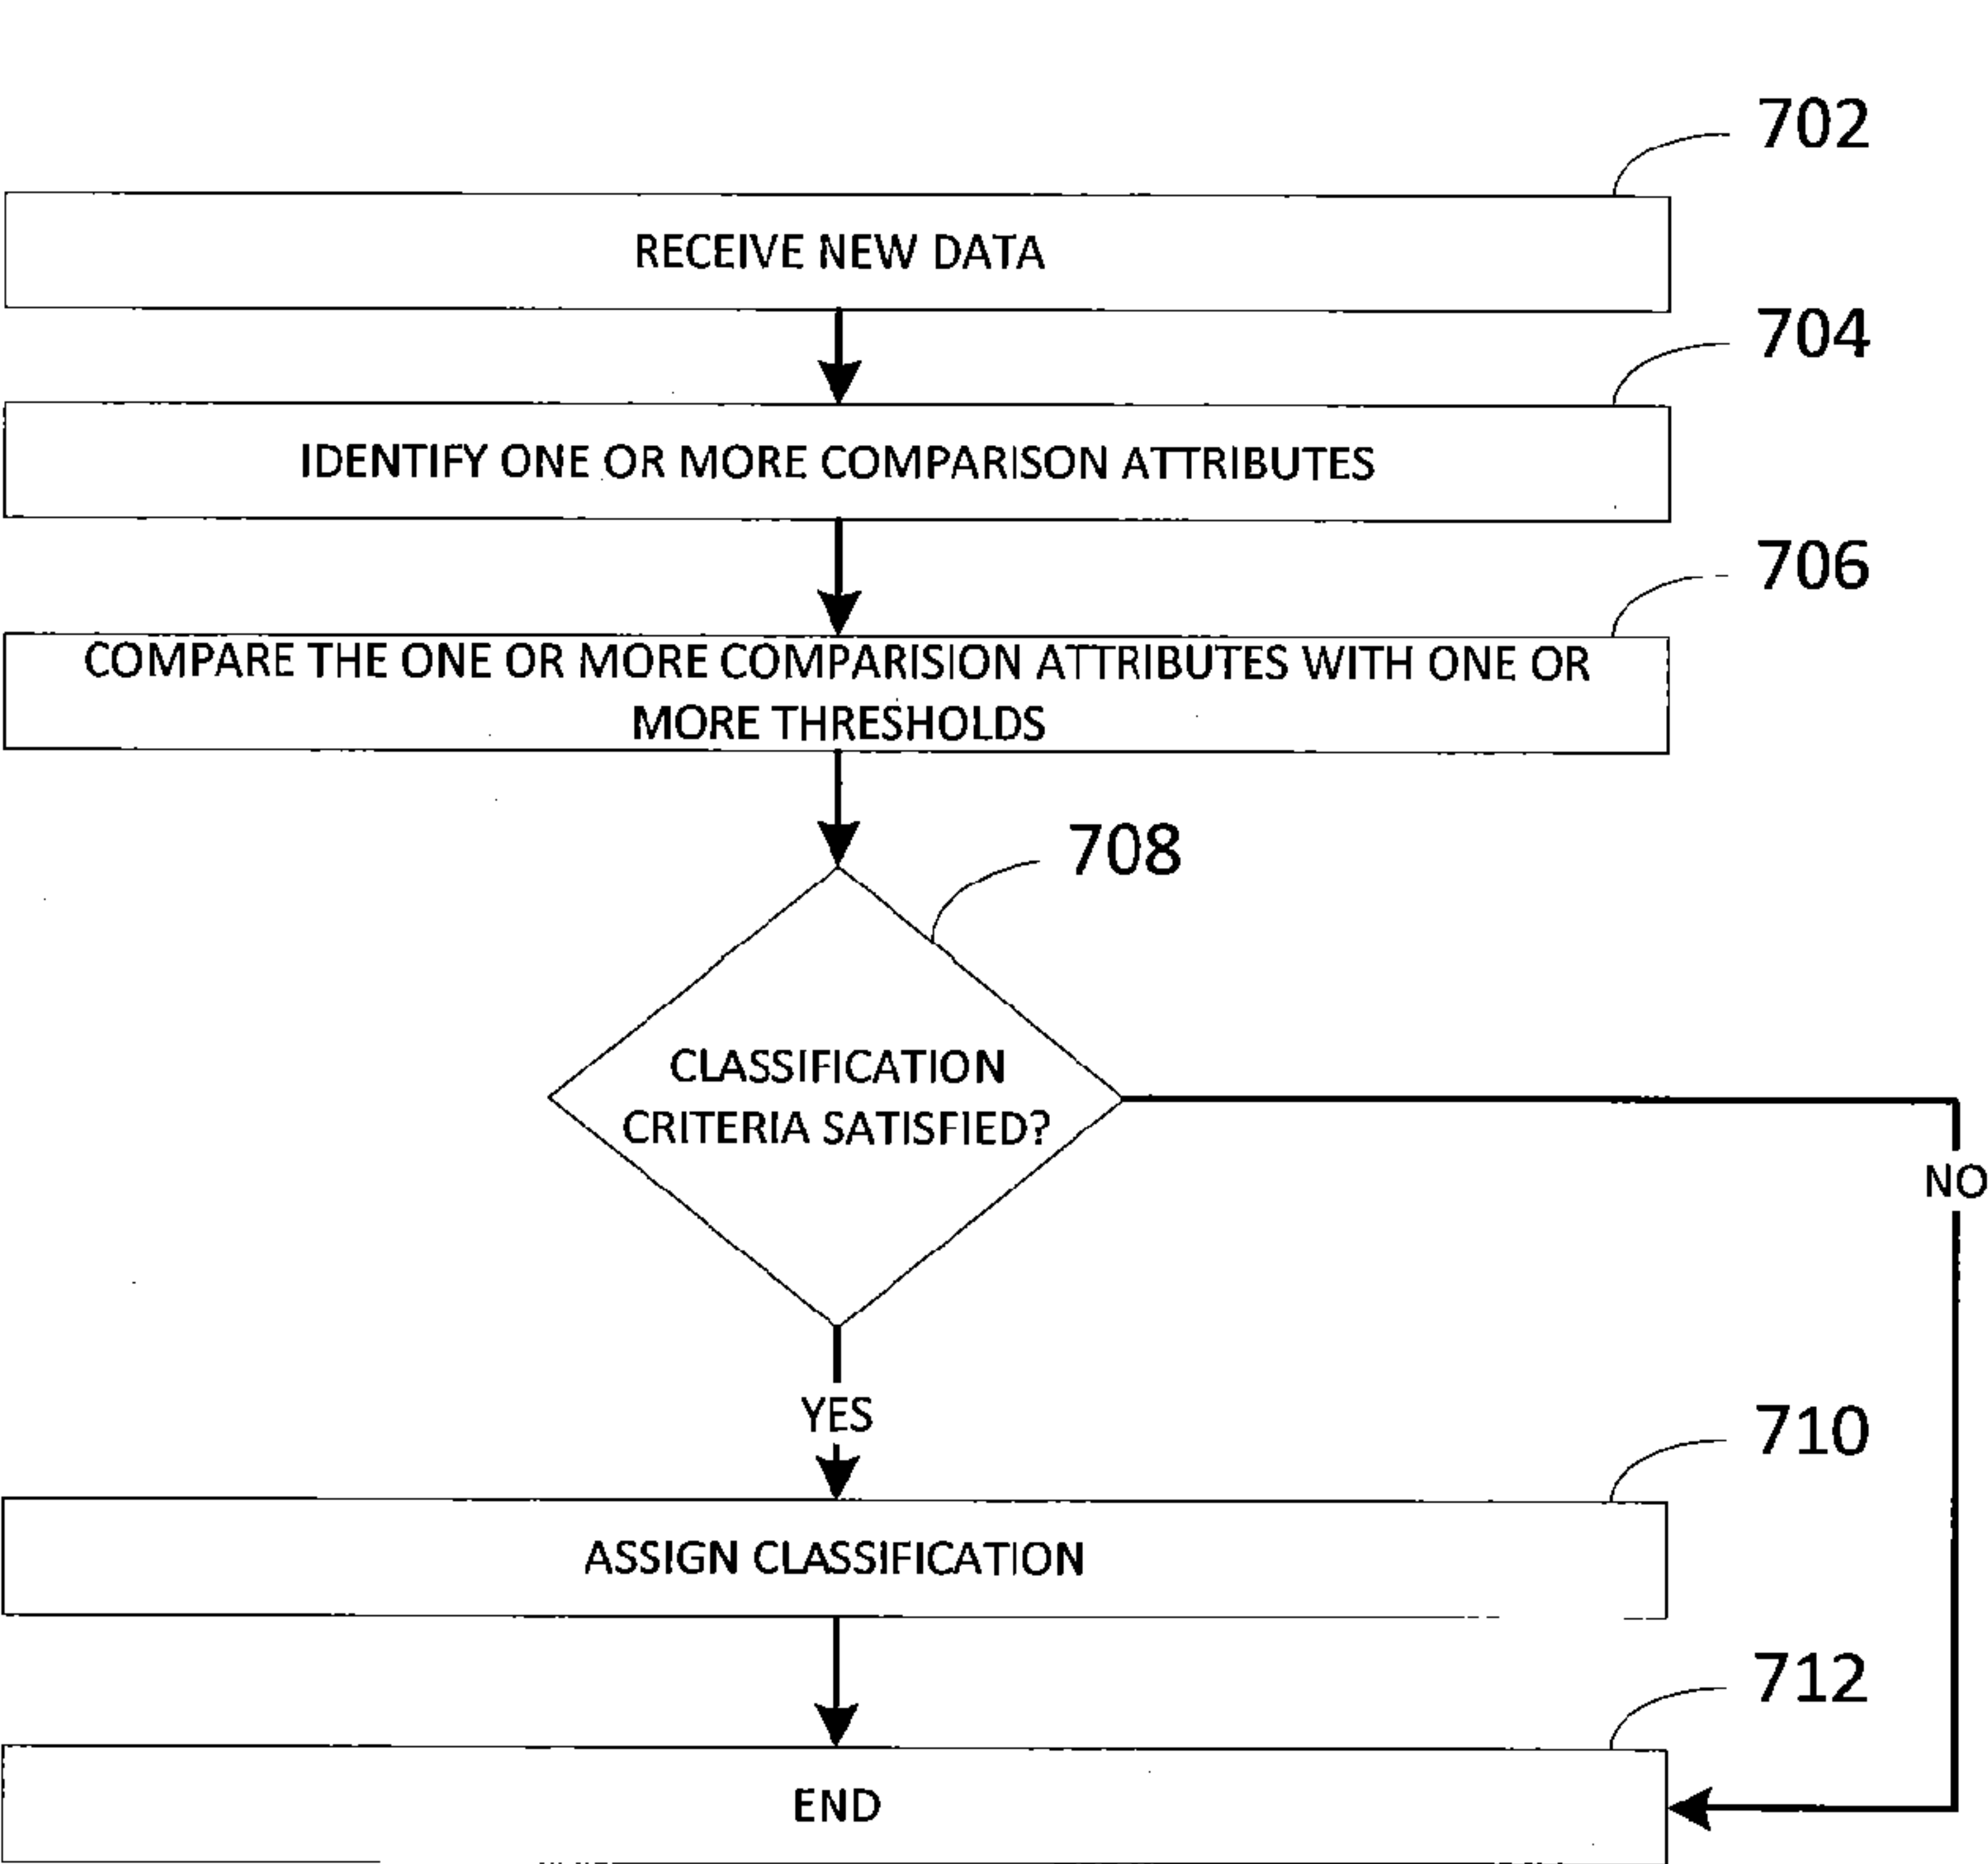 702
RECEIVE NEW DATA
704
IDENTIFY ONE OR MORE COMPARISON ATTRIBUTES
706
COMPARE THE ONE OR MORE COMPARISION ATTRIBUTES WITH ONE OR
MORE THRESHOLDS
708
CLASSIFICATION
CRITERIA SATISFIED?
NO
YES
710
ASSIGN CLASSIFICATION
712
END